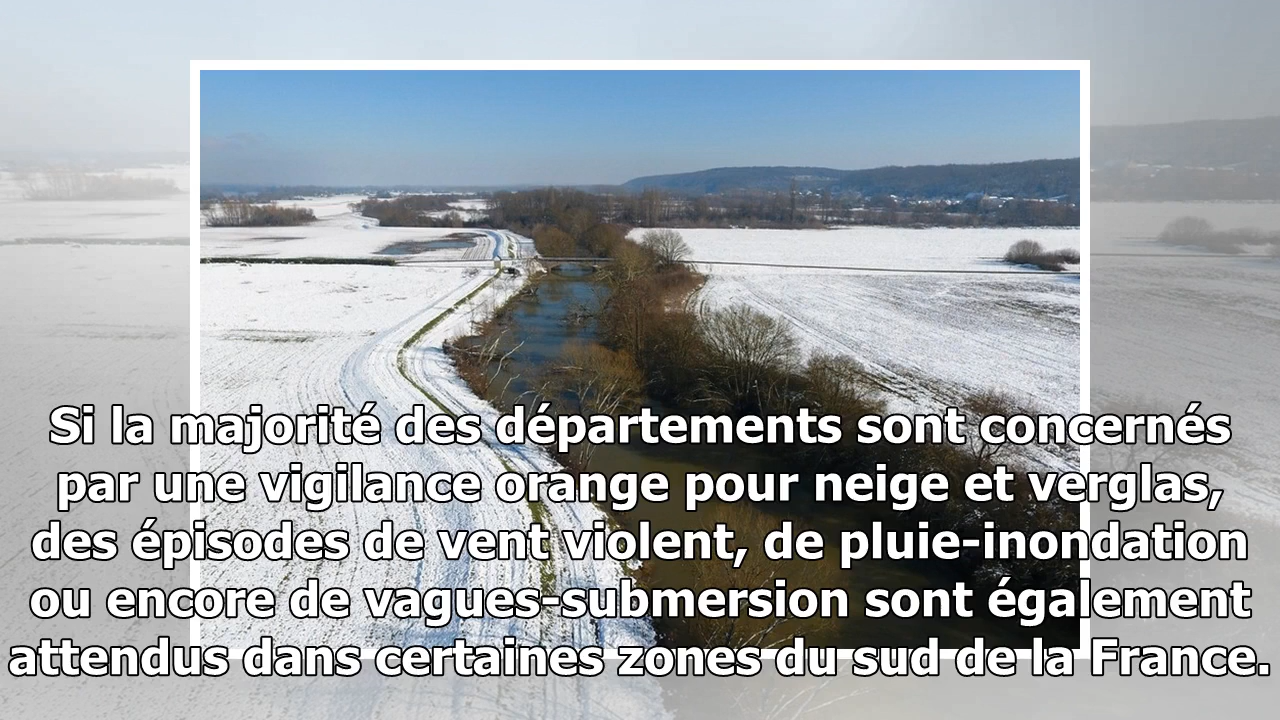 Si la majorité des départements sont concernés
par une vigilance orange pour neige et verglas,
des épisodes de vent violent, de pluie-inondation
ou encore de vagues-submersion sont également
attendus dans certaines zones du sud de la France.